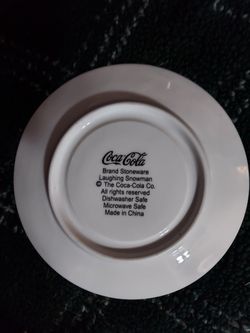 Coca-Cola
Brand Stoneware
Laughing Snowman
© The Coca-Cola Co.
All rights reserved
Dishwasher Safe
Microwave Safe
Made in China